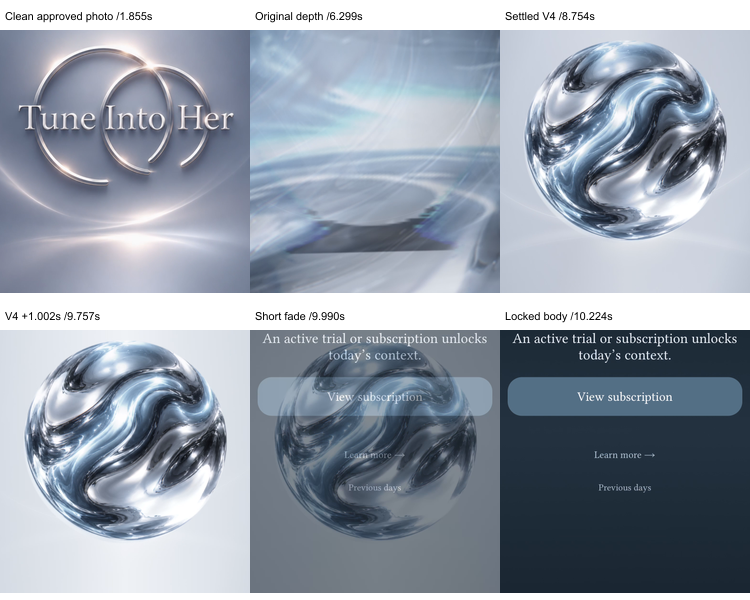 Clean approved photo /1.855s
Original depth /6.299s
Settled V4 /8.754s
Tune Into Her
V4 +1.002s /9.757s
Short fade /9.990s
Locked body /10.224s
An active trial or subscription unlocks
today's context.
View subscription
Learn more →
Previous days
An active trial or subscription unlocks
today's context.
View subscription
Learn more →
Previous days